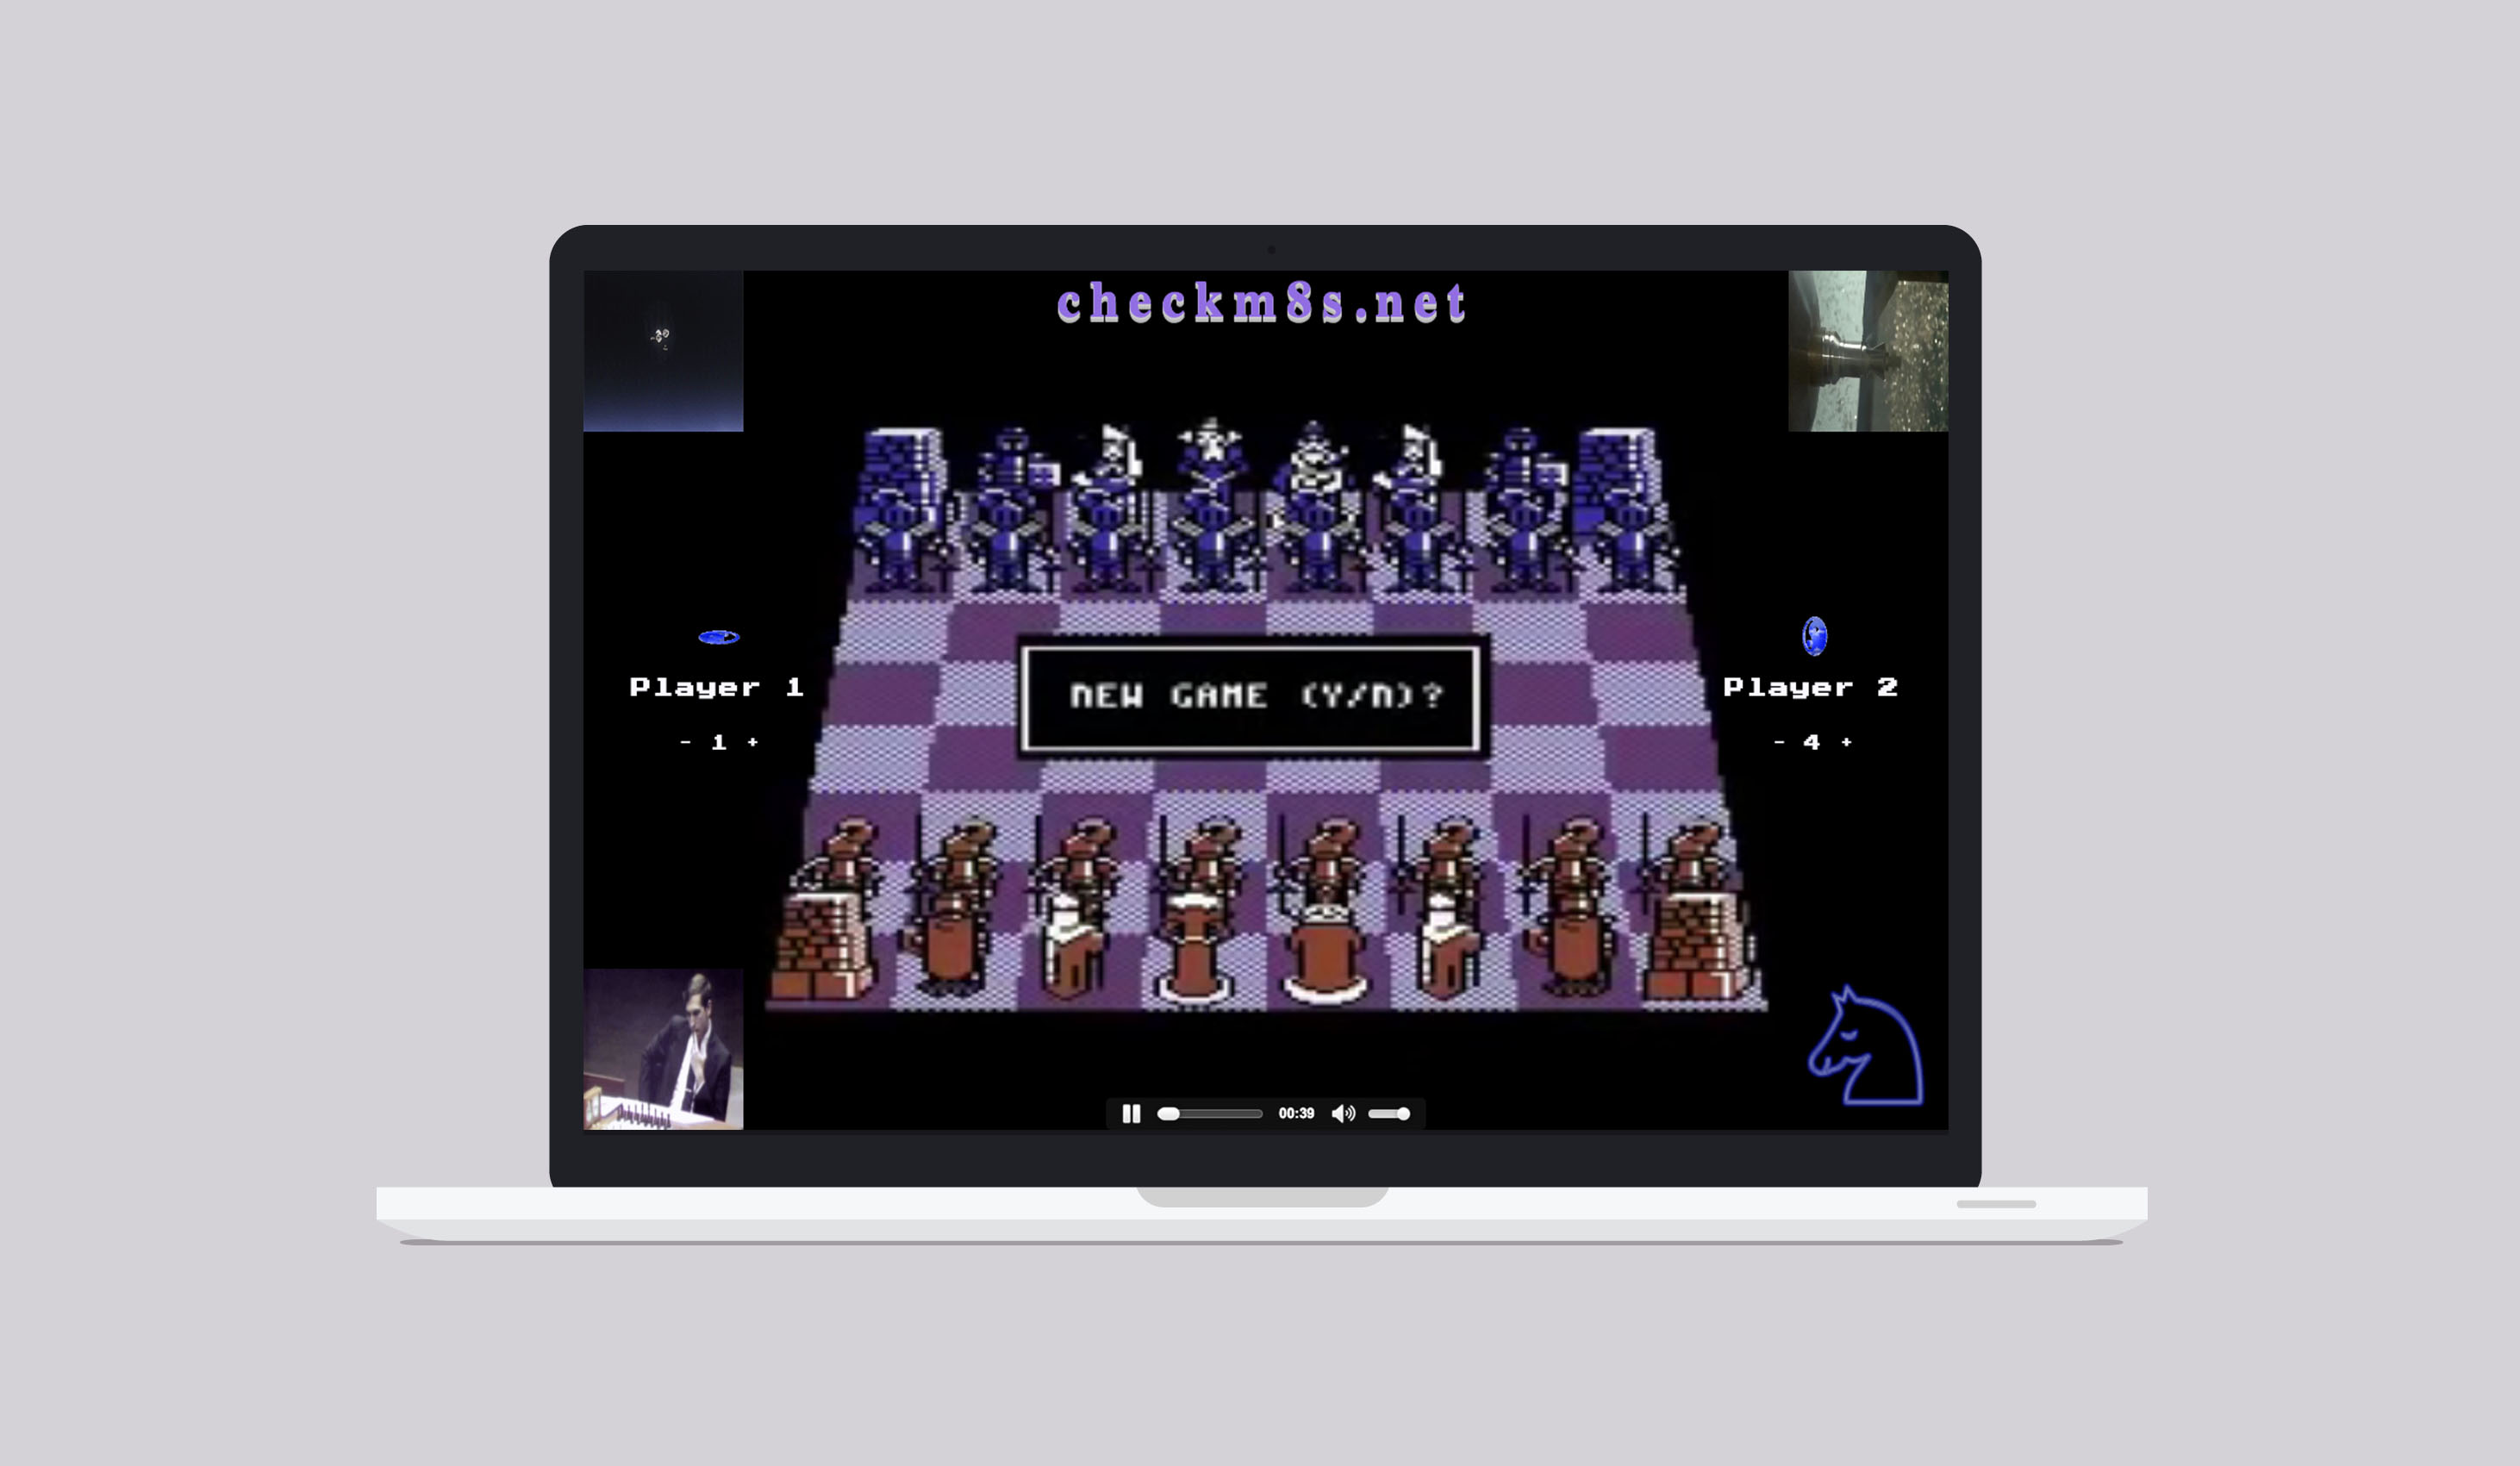 checkm8s.net
NEW GAME (Y/N)?
Player 1
- 1 +
Player 2
- 4 +
00:39